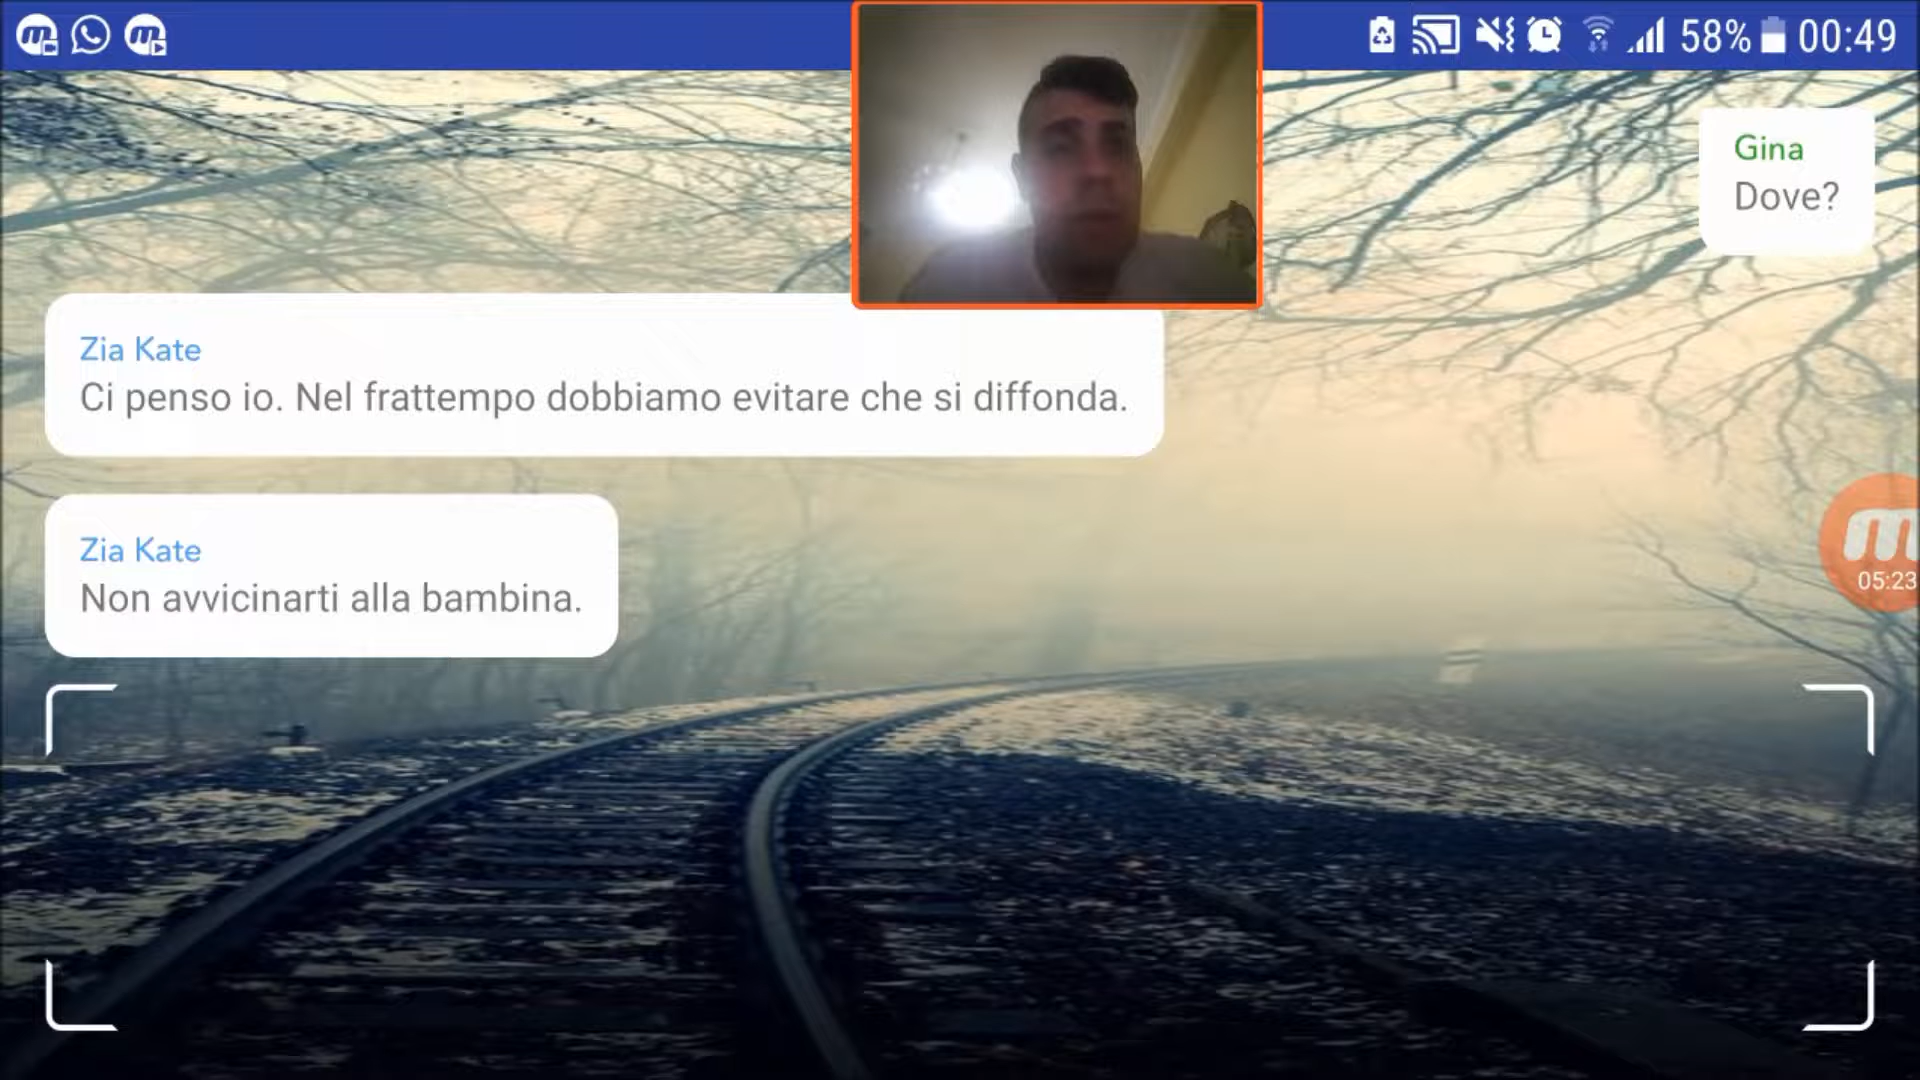 58% 00:49
Gina
Dove?
Zia Kate
Ci penso io. Nel frattempo dobbiamo evitare che si diffonda.
Zia Kate
Non avvicinarti alla bambina.
m
05:23